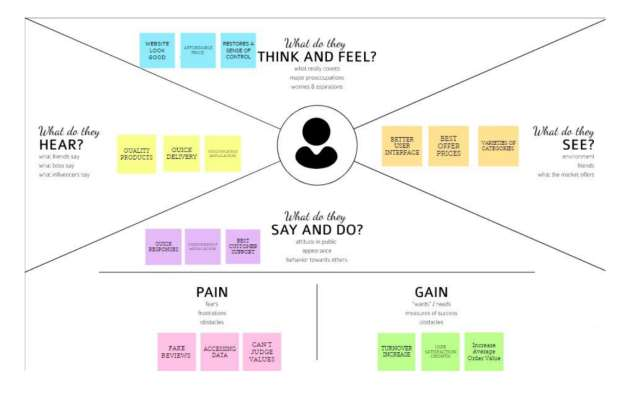 What do they
THINK AND FEEL?
what really counts
major preoccupations
worries & aspirations
WEBSITE
LOOK
GOOD
AFFORDABLE
PRICE
RESTORES A
SENSE OF
CONTROL
What do they
HEAR?
what friends say
what boss say
what influencers say
QUALITY
PRODUCTS
QUICK
DELIVERY
What do they
SEE?
environment
friends
what the market offers
BETTER
USER
INTERFACE
BEST
OFFER
PRICES
VARIETIES OF
CATEGORIES
What do they
SAY AND DO?
attitude in public
appearance
behavior towards others
QUICK
RESPONSES
BEST
CUSTOMER
SUPPORT
PAIN
fears
frustrations
obstacles
FAKE
REVIEWS
ACCESSING
DATA
CAN'T
JUDGE
VALUES
GAIN
"wants" / needs
measures of success
obstacles
TURNOVER
INCREASE
USER
SATISFACTION
GROWTH
Increase
Average
Order Value